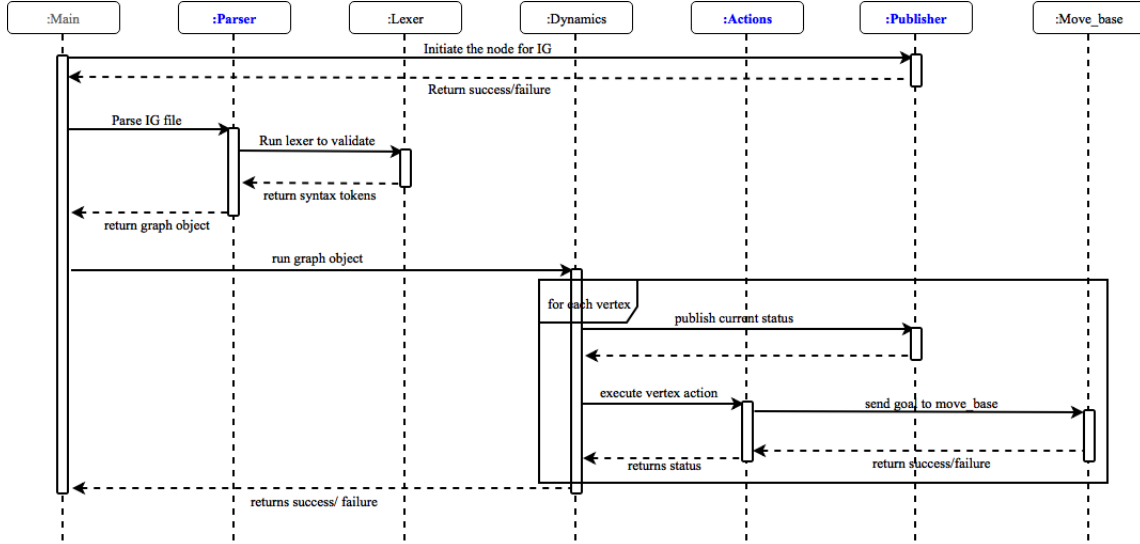 :Main
:Parser
:Lexer
:Dynamics
:Actions
:Publisher
:Move_base
Initiate the node for IG
Return success/failure
Parse IG file
Run lexer to validate
return syntax tokens
return graph object
run graph object
for each vertex
publish current status
execute vertex action
send goal to move_base
returns status
return success/failure
returns success/ failure